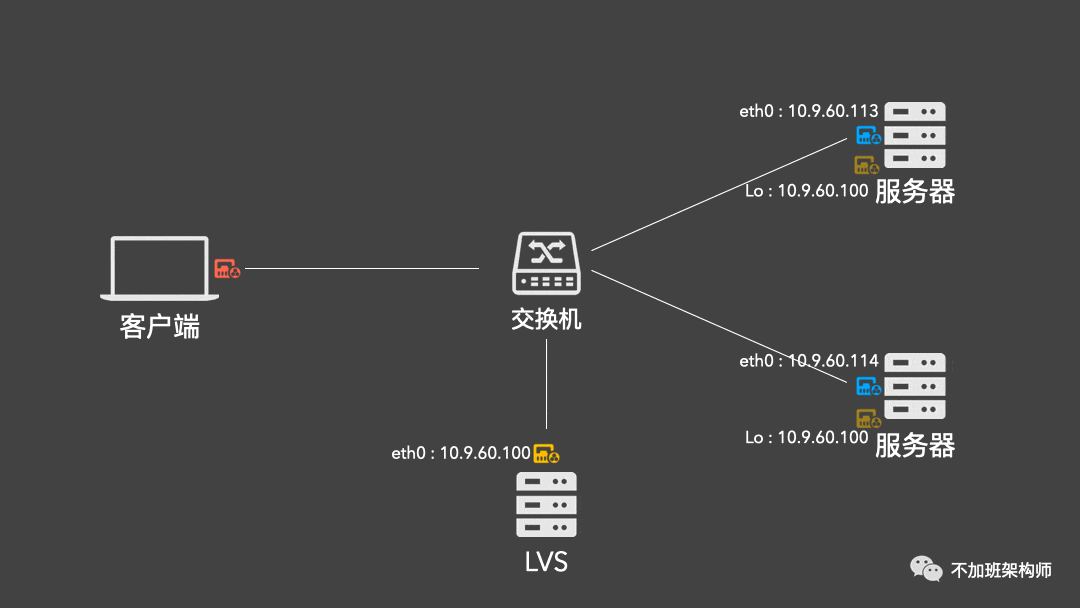 eth0 : 10.9.60.113
Lo : 10.9.60.100
服务器
客户端
交换机
eth0 : 10.9.60.114
Lo : 10.9.60.100
服务器
eth0 : 10.9.60.100
LVS
不加班架构师